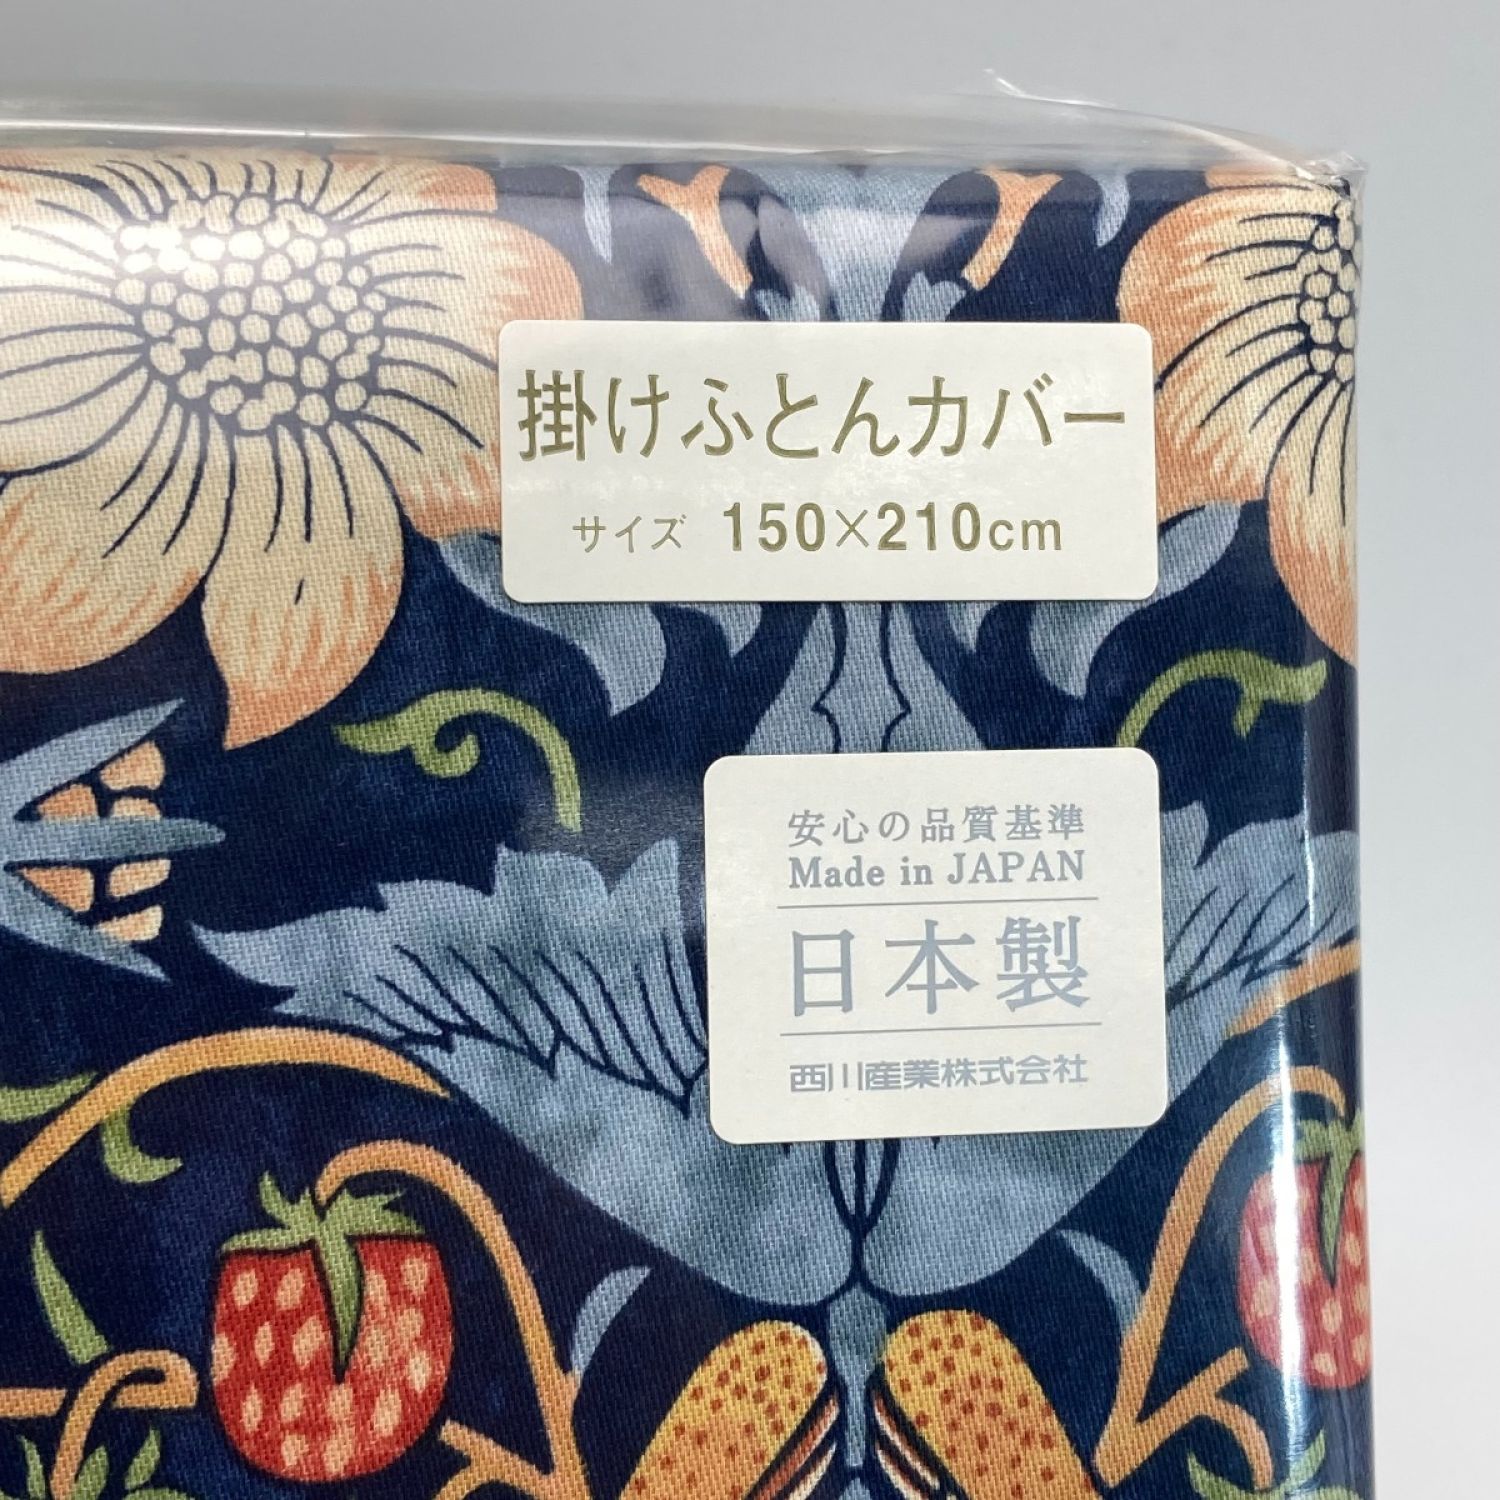 掛けふとんカバー
サイズ 150×210cm
安心の品質基準
Made in JAPAN
日本製
西川産業株式会社